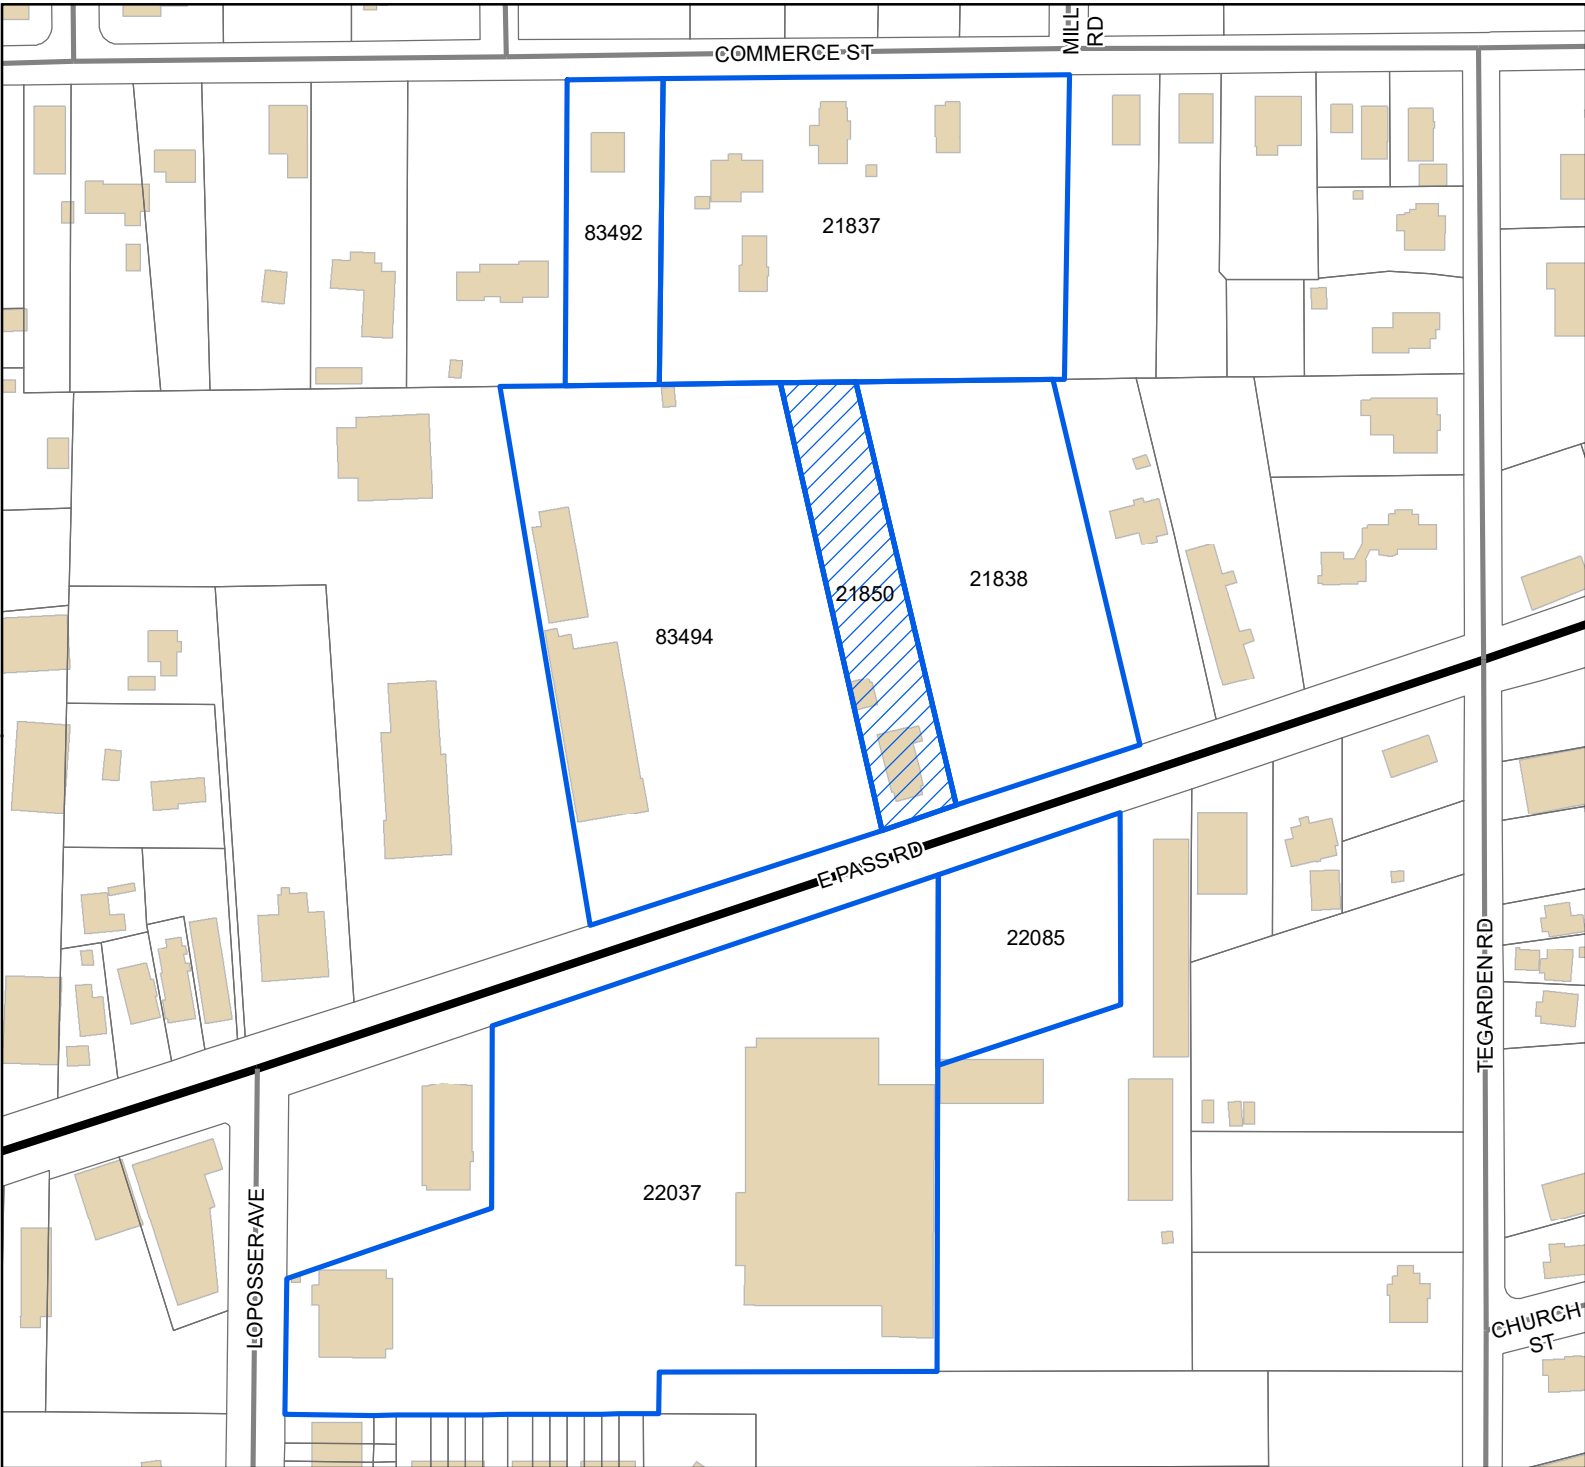 MILL
RD
COMMERCE ST
83492
21837
21838
21850
83494
E PASS RD
22085
TEGARDEN RD
22037
LOPOSSER AVE
CHURCH
ST